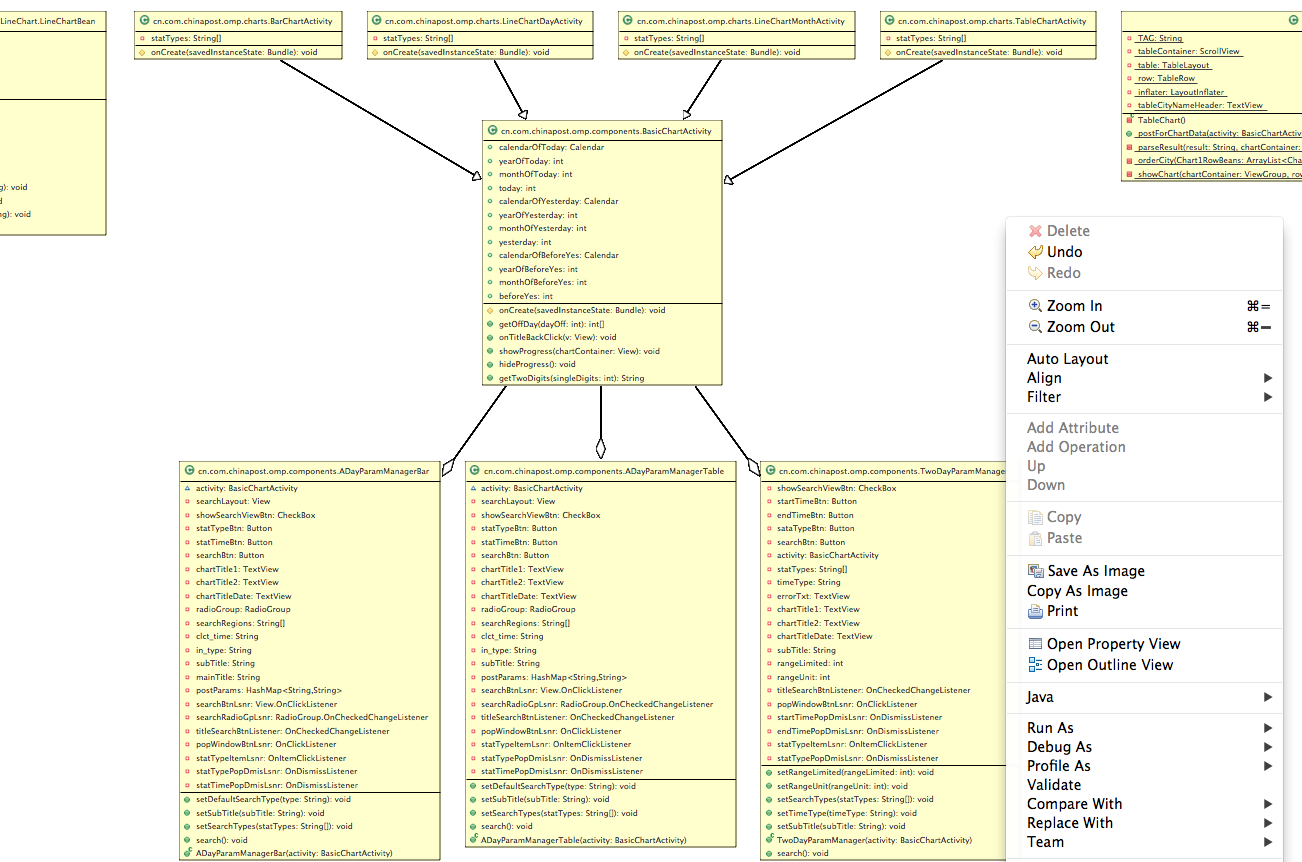 LineChart.LineChartBean
g): void
d
ng): void
cn.com.chinapost.omp.charts.BarChartActivity
statTypes: String[]
onCreate(savedInstanceState: Bundle): void
cn.com.chinapost.omp.charts.LineChartDayActivity
statTypes: String[]
onCreate(savedInstanceState: Bundle): void
cn.com.chinapost.omp.charts.LineChartMonthActivity
statTypes: String[]
onCreate(savedInstanceState: Bundle): void
cn.com.chinapost.omp.charts.TableChartActivity
statTypes: String[]
onCreate(savedInstanceState: Bundle): void
TAG: String
tableContainer: ScrollView
table: TableLayout
row: TableRow
inflater: LayoutInflater
tableCityNameHeader: TextView
TableChart()
postForChartData(activity: BasicChartActiv
parseResult(result: String, chartContainer:
orderCity(Chart1RowBeans: ArrayList<Cha
showChart(chartContainer: ViewGroup, row
cn.com.chinapost.omp.components.BasicChartActivity
calendarOfToday: Calendar
yearOfToday: int
monthOfToday: int
today: int
calendarOfYesterday: Calendar
yearOfYesterday: int
monthOfYesterday: int
yesterday: int
calendarOfBeforeYes: Calendar
yearOfBeforeYes: int
monthOfBeforeYes: int
beforeYes: int
onCreate(savedInstanceState: Bundle): void
getOffDay(dayOff: int): int[]
onTitleBackClick(v: View): void
showProgress(chartContainer: View): void
hideProgress(): void
getTwoDigits(singleDigits: int): String
cn.com.chinapost.omp.components.ADayParamManagerBar
activity: BasicChartActivity
searchLayout: View
showSearchViewBtn: CheckBox
statTypeBtn: Button
statTimeBtn: Button
searchBtn: Button
chartTitle1: TextView
chartTitle2: TextView
chartTitleDate: TextView
radioGroup: RadioGroup
searchRegions: String[]
clct_time: String
in_type: String
subTitle: String
mainTitle: String
postParams: HashMap<String,String>
searchBtnLsnr: View.OnClickListener
searchRadioGpLsnr: RadioGroup.OnCheckedChangeListener
titleSearchBtnListener: OnCheckedChangeListener
popWindowBtnLsnr: OnClickListener
statTypeItemLsnr: OnItemClickListener
statTypePopDmisLsnr: OnDismissListener
statTimePopDmisLsnr: OnDismissListener
setDefaultSearchType(type: String): void
setSubTitle(subTitle: String): void
setSearchTypes(statTypes: String[]): void
search(): void
ADayParamManagerBar(activity: BasicChartActivity)
cn.com.chinapost.omp.components.ADayParamManagerTable
activity: BasicChartActivity
searchLayout: View
showSearchViewBtn: CheckBox
statTypeBtn: Button
statTimeBtn: Button
searchBtn: Button
chartTitle1: TextView
chartTitle2: TextView
chartTitleDate: TextView
radioGroup: RadioGroup
searchRegions: String[]
clct_time: String
in_type: String
subTitle: String
postParams: HashMap<String,String>
searchBtnLsnr: View.OnClickListener
searchRadioGpLsnr: RadioGroup.OnCheckedChangeListener
titleSearchBtnListener: OnCheckedChangeListener
popWindowBtnLsnr: OnClickListener
statTypeItemLsnr: OnItemClickListener
statTypePopDmisLsnr: OnDismissListener
statTimePopDmisLsnr: OnDismissListener
setDefaultSearchType(type: String): void
setSubTitle(subTitle: String): void
setSearchTypes(statTypes: String[]): void
search(): void
ADayParamManagerTable(activity: BasicChartActivity)
cn.com.chinapost.omp.components.TwoDayParamManage
showSearchViewBtn: CheckBox
startTimeBtn: Button
endTimeBtn: Button
sataTypeBtn: Button
searchBtn: Button
activity: BasicChartActivity
statTypes: String[]
timeType: String
errorTxt: TextView
chartTitle1: TextView
chartTitle2: TextView
chartTitleDate: TextView
subTitle: String
rangeLimited: int
rangeUnit: int
titleSearchBtnListener: OnCheckedChangeListener
popWindowBtnLsnr: OnClickListener
startTimePopDmisLsnr: OnDismissListener
endTimePopDmisLsnr: OnDismissListener
statTypeItemLsnr: OnItemClickListener
statTypePopDmisLsnr: OnDismissListener
setRangeLimited(rangeLimited: int): void
setRangeUnit(rangeUnit: int): void
setSearchTypes(statTypes: String[]): void
setTimeType(timeType: String): void
setSubTitle(subTitle: String): void
TwoDayParamManager(activity: BasicChartActivity)
search(): void
Delete
Undo
Redo
Zoom In ⌘=
Zoom Out ⌘−
Auto Layout
Align
Filter
Add Attribute
Add Operation
Up
Down
Copy
Paste
Save As Image
Copy As Image
Print
Open Property View
Open Outline View
Java
Run As
Debug As
Profile As
Validate
Compare With
Replace With
Team